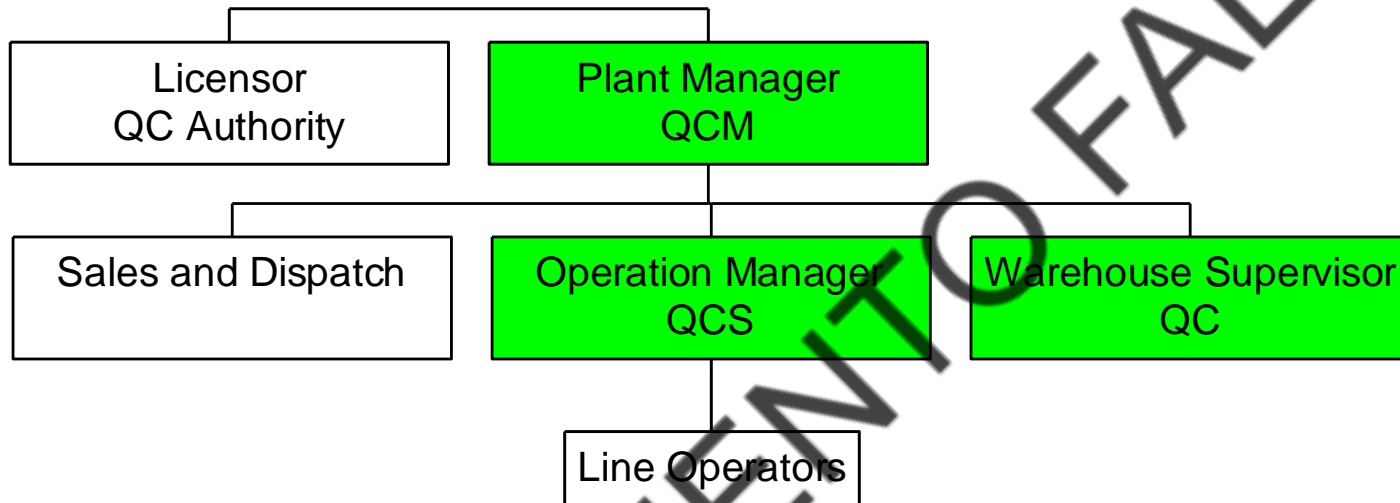 Licensor
QC Authority
Plant Manager
QCM
Sales and Dispatch
Operation Manager
QCS
Warehouse Supervisor
QC
Line Operators